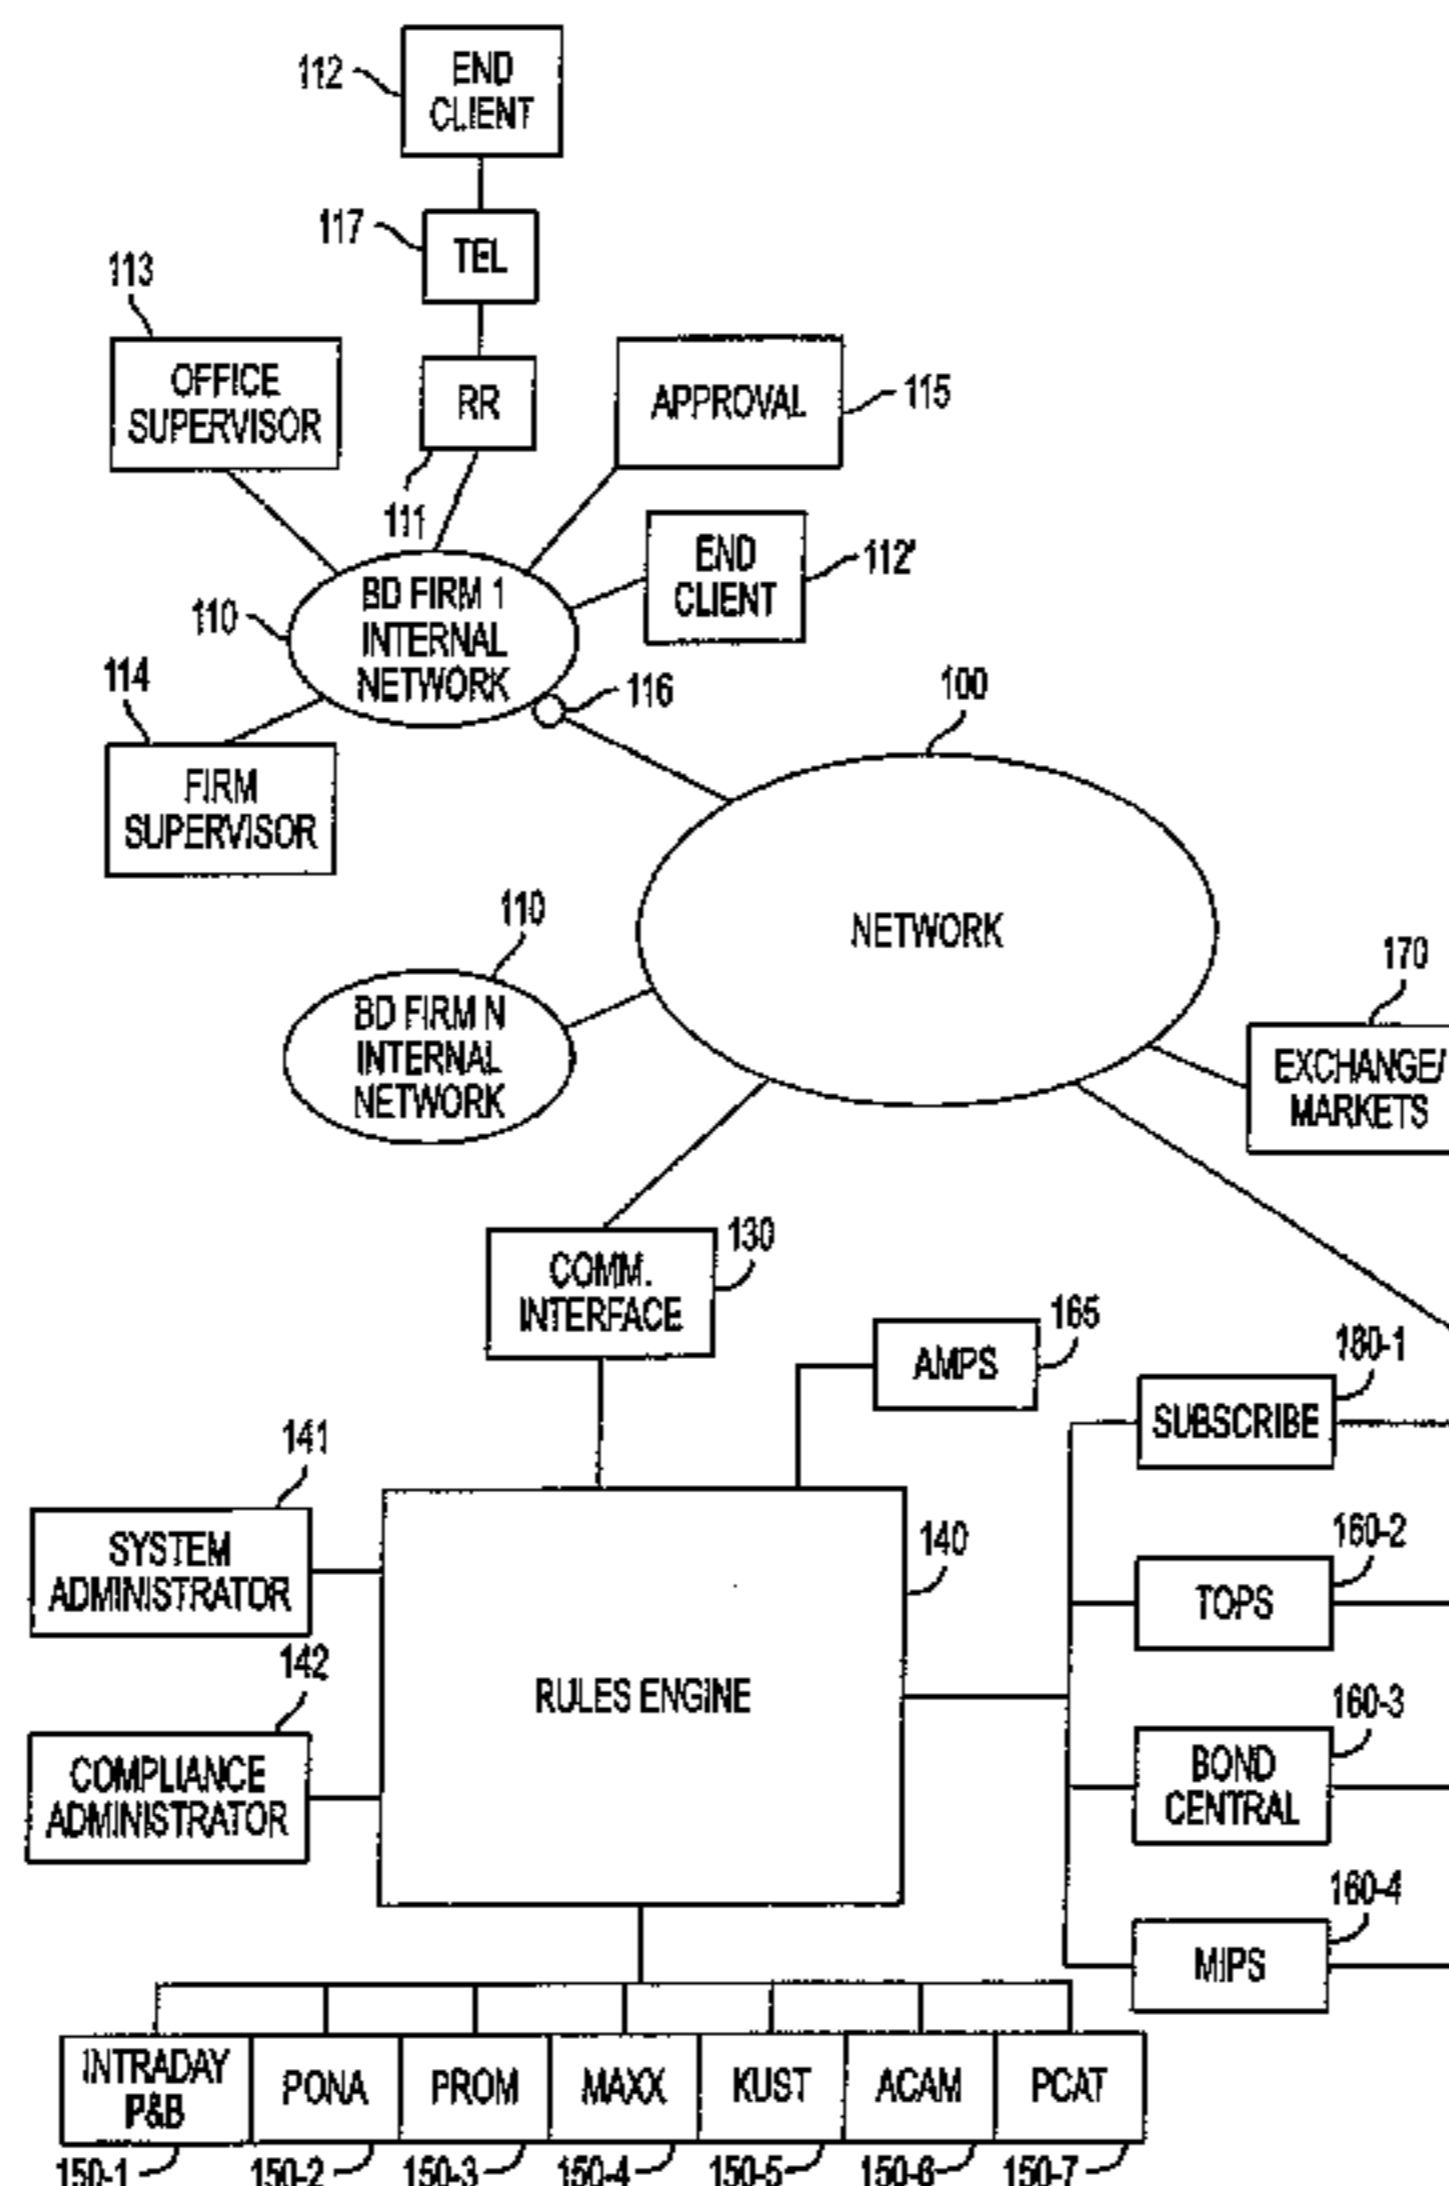 112
END
CLIENT
117
TEL
113
OFFICE
SUPERVISOR
RR
111
APPROVAL
115
END
CLIENT
112'
110
BD FIRM 1
INTERNAL
NETWORK
116
114
FIRM
SUPERVISOR
100
NETWORK
110
BD FIRM N
INTERNAL
NETWORK
170
EXCHANGE/
MARKETS
COMM.
INTERFACE
130
AMPS
165
160-1
SUBSCRIBE
141
SYSTEM
ADMINISTRATOR
140
160-2
TOPS
RULES ENGINE
142
COMPLIANCE
ADMINISTRATOR
160-3
BOND
CENTRAL
160-4
MIPS
INTRADAY
P&B
PONA
PROM
MAXX
KUST
ACAM
PCAT
150-1
150-2
150-3
150-4
150-5
150-6
150-7